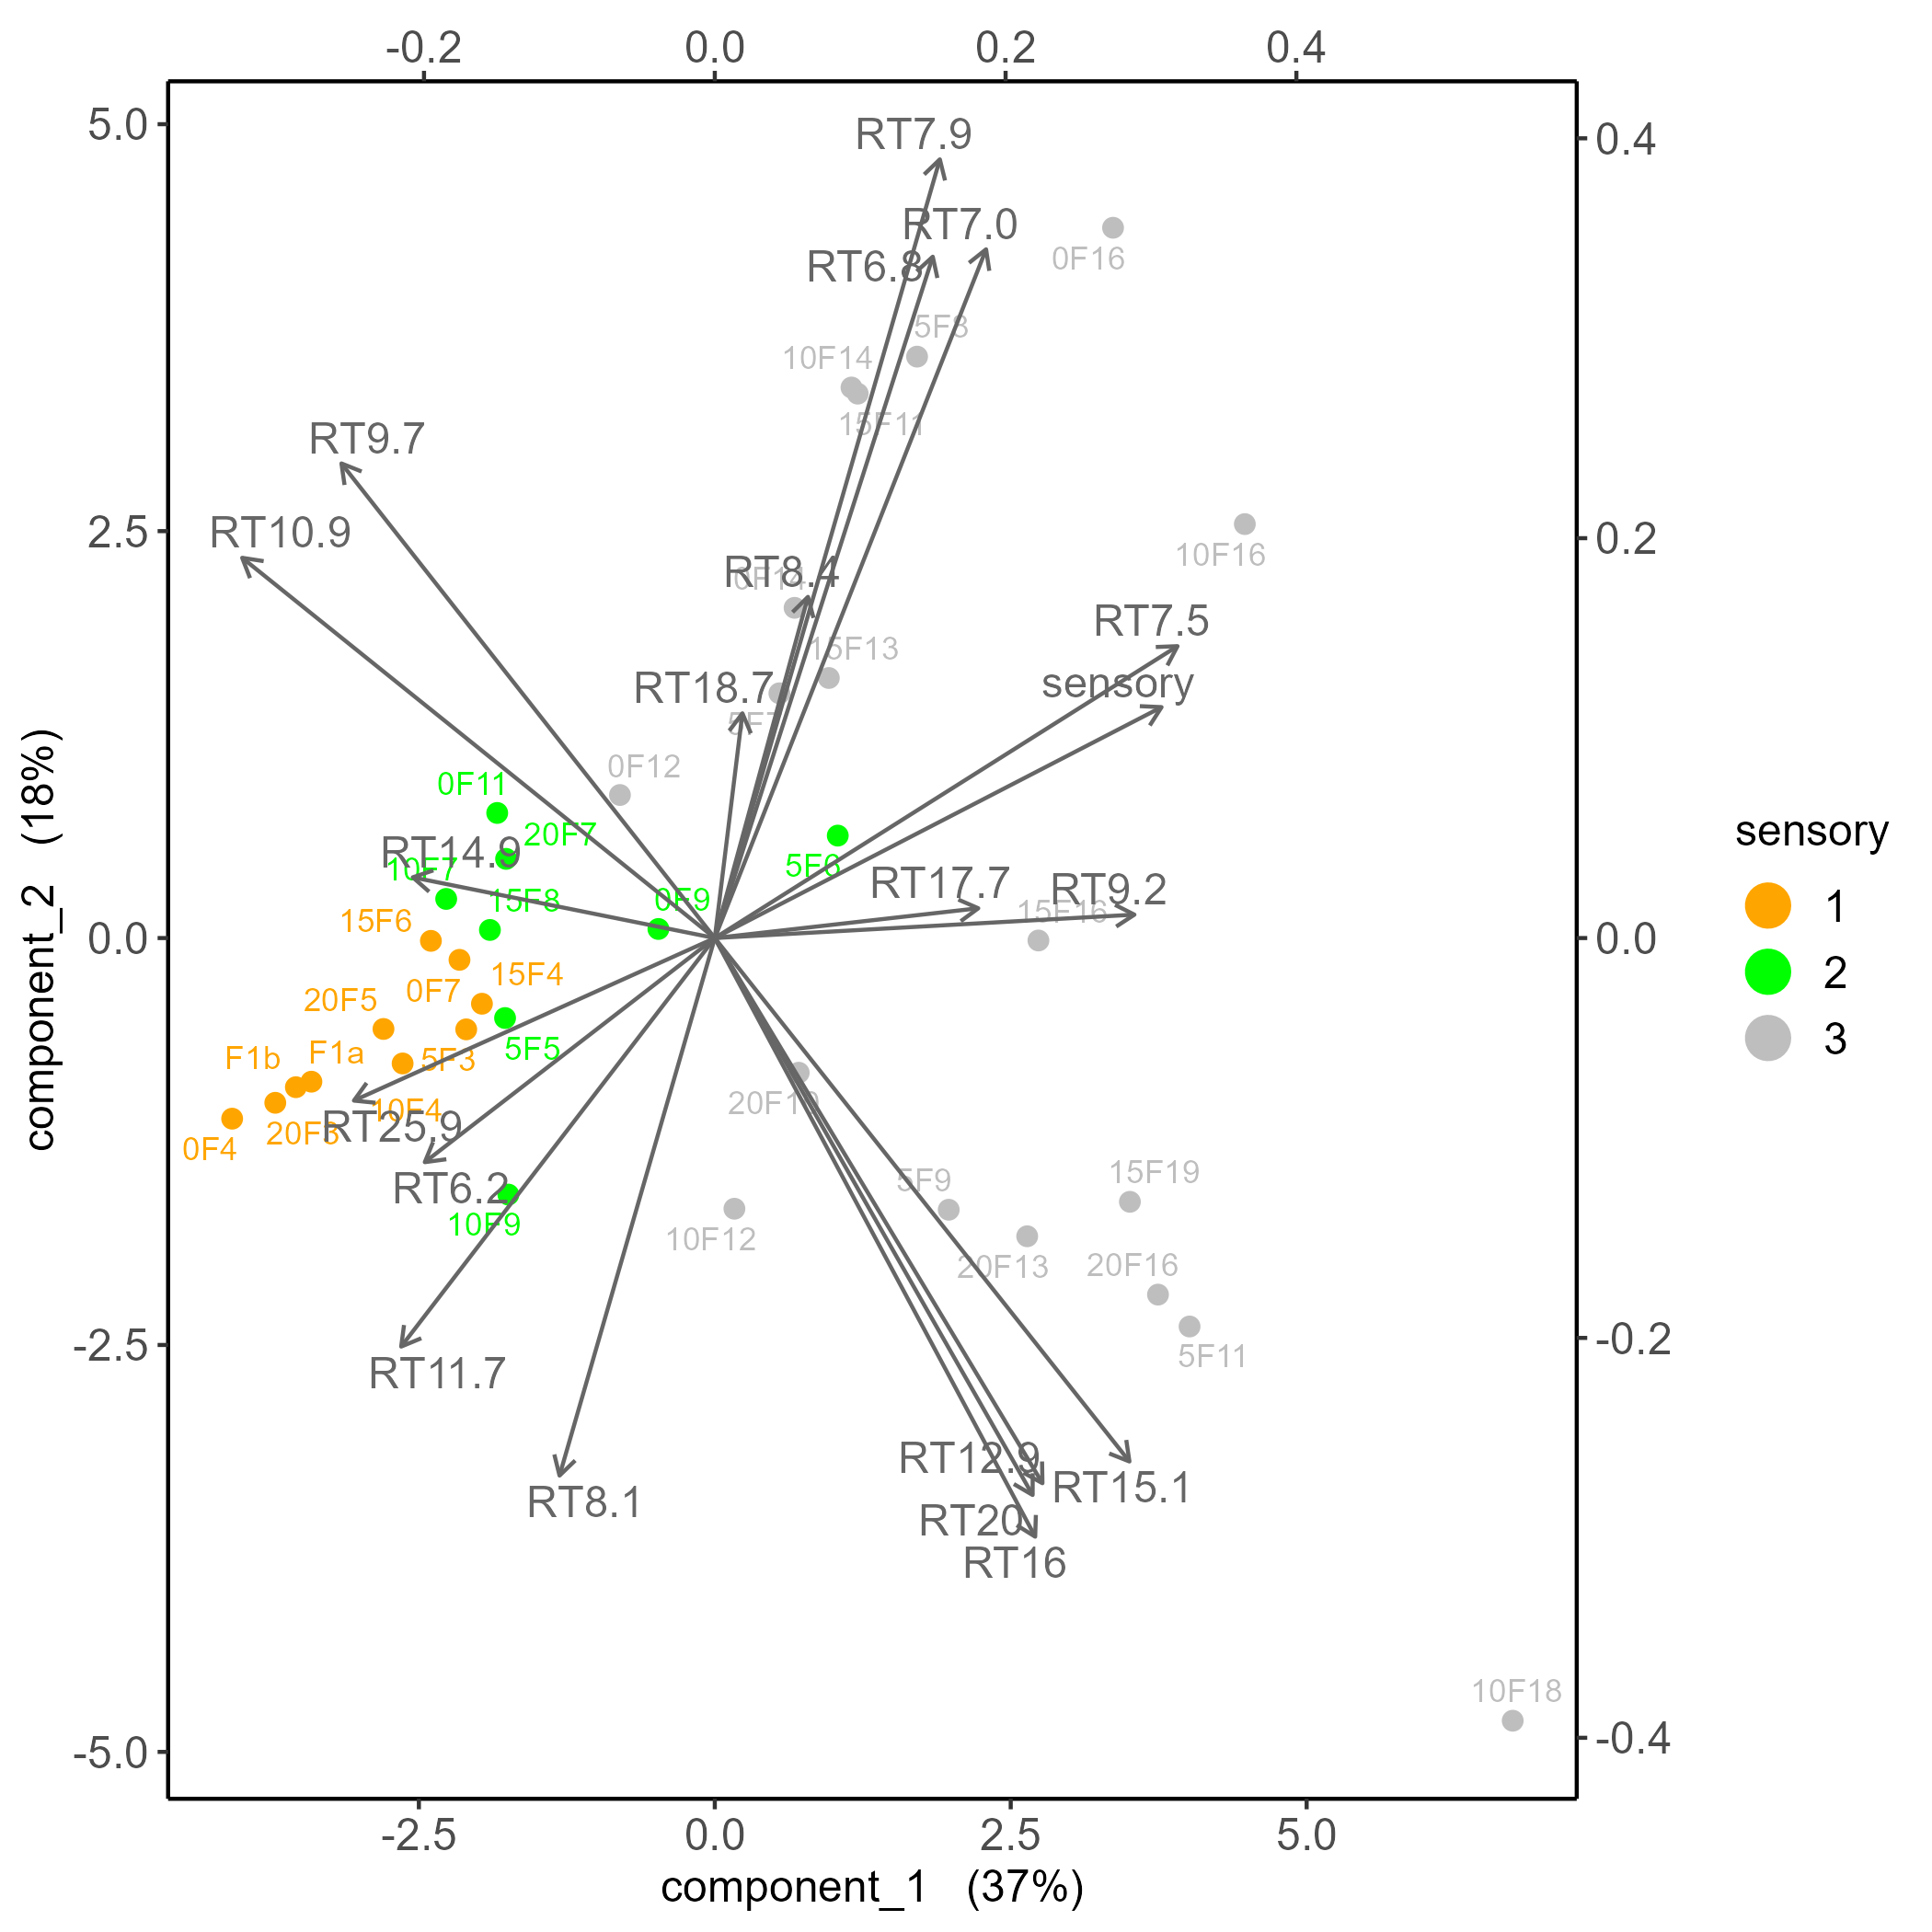 -0.2 0.0 0.2 0.4
5.0
2.5
0.0
-2.5
-5.0
component_2 (18%)
0.4
0.2
0.0
-0.2
-0.4
RT7.9
RT7.0
0F16
RT6.8
5F8
10F14
15F11
RT9.7
RT10.9
10F16
RT8.4
0F14
RT7.5
15F13
sensory
RT18.7
5F7
0F12
0F11
20F7
RT14.9
10F7
5F6
RT17.7
RT9.2
15F8
0F9
15F16
15F6
15F4
0F7
20F5
F1b
F1a
5F3
5F5
10F4
20F3
RT25.9
0F4
20F10
RT6.2
10F9
10F12
5F9
15F19
20F13
20F16
5F11
RT11.7
RT12.9
RT15.1
RT8.1
RT20
RT16
10F18
-2.5 0.0 2.5 5.0
component_1 (37%)
sensory
1
2
3